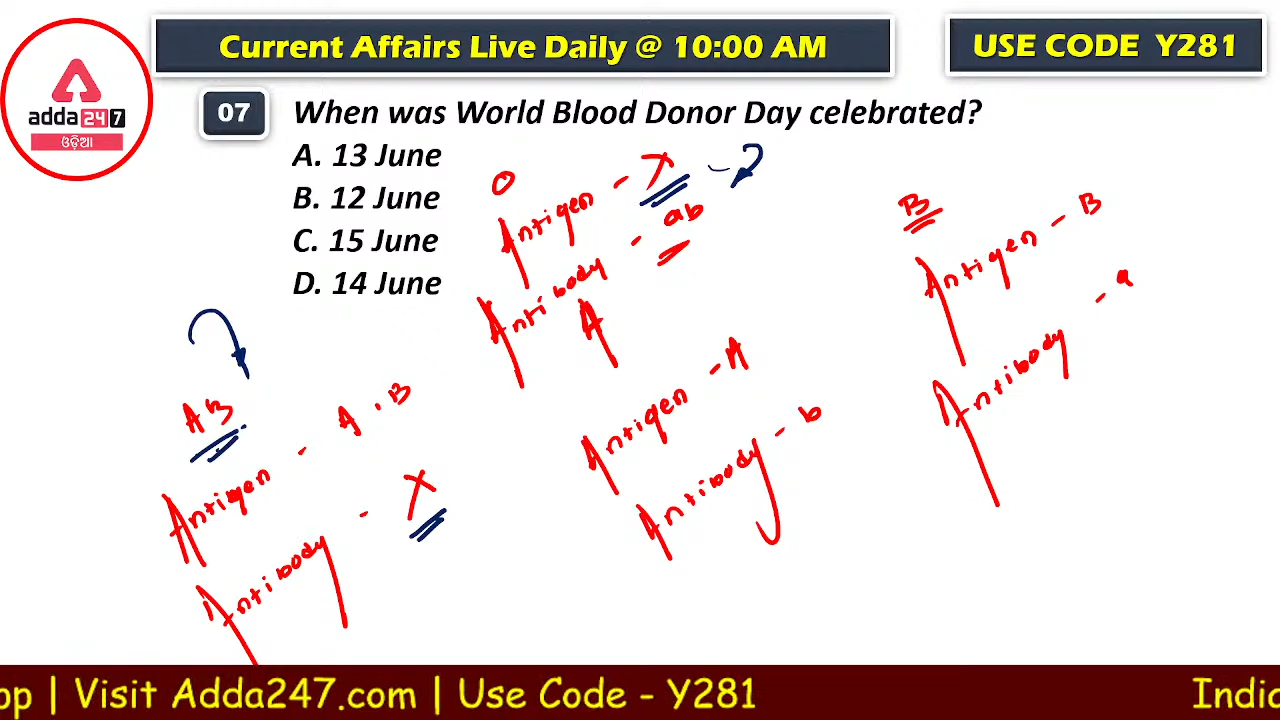 Current Affairs Live Daily @ 10:00 AM
USE CODE Y281
adda247
ଓଡ଼ିଆ
07 When was World Blood Donor Day celebrated?
A. 13 June
B. 12 June
C. 15 June
D. 14 June
O
Antigen - X
Antibody - ab
B
Antigen - B
Antibody - a
A
Antigen - A
Antibody - b
AB
Antigen - A, B
Antibody - X
op | Visit Adda247.com | Use Code - Y281
India